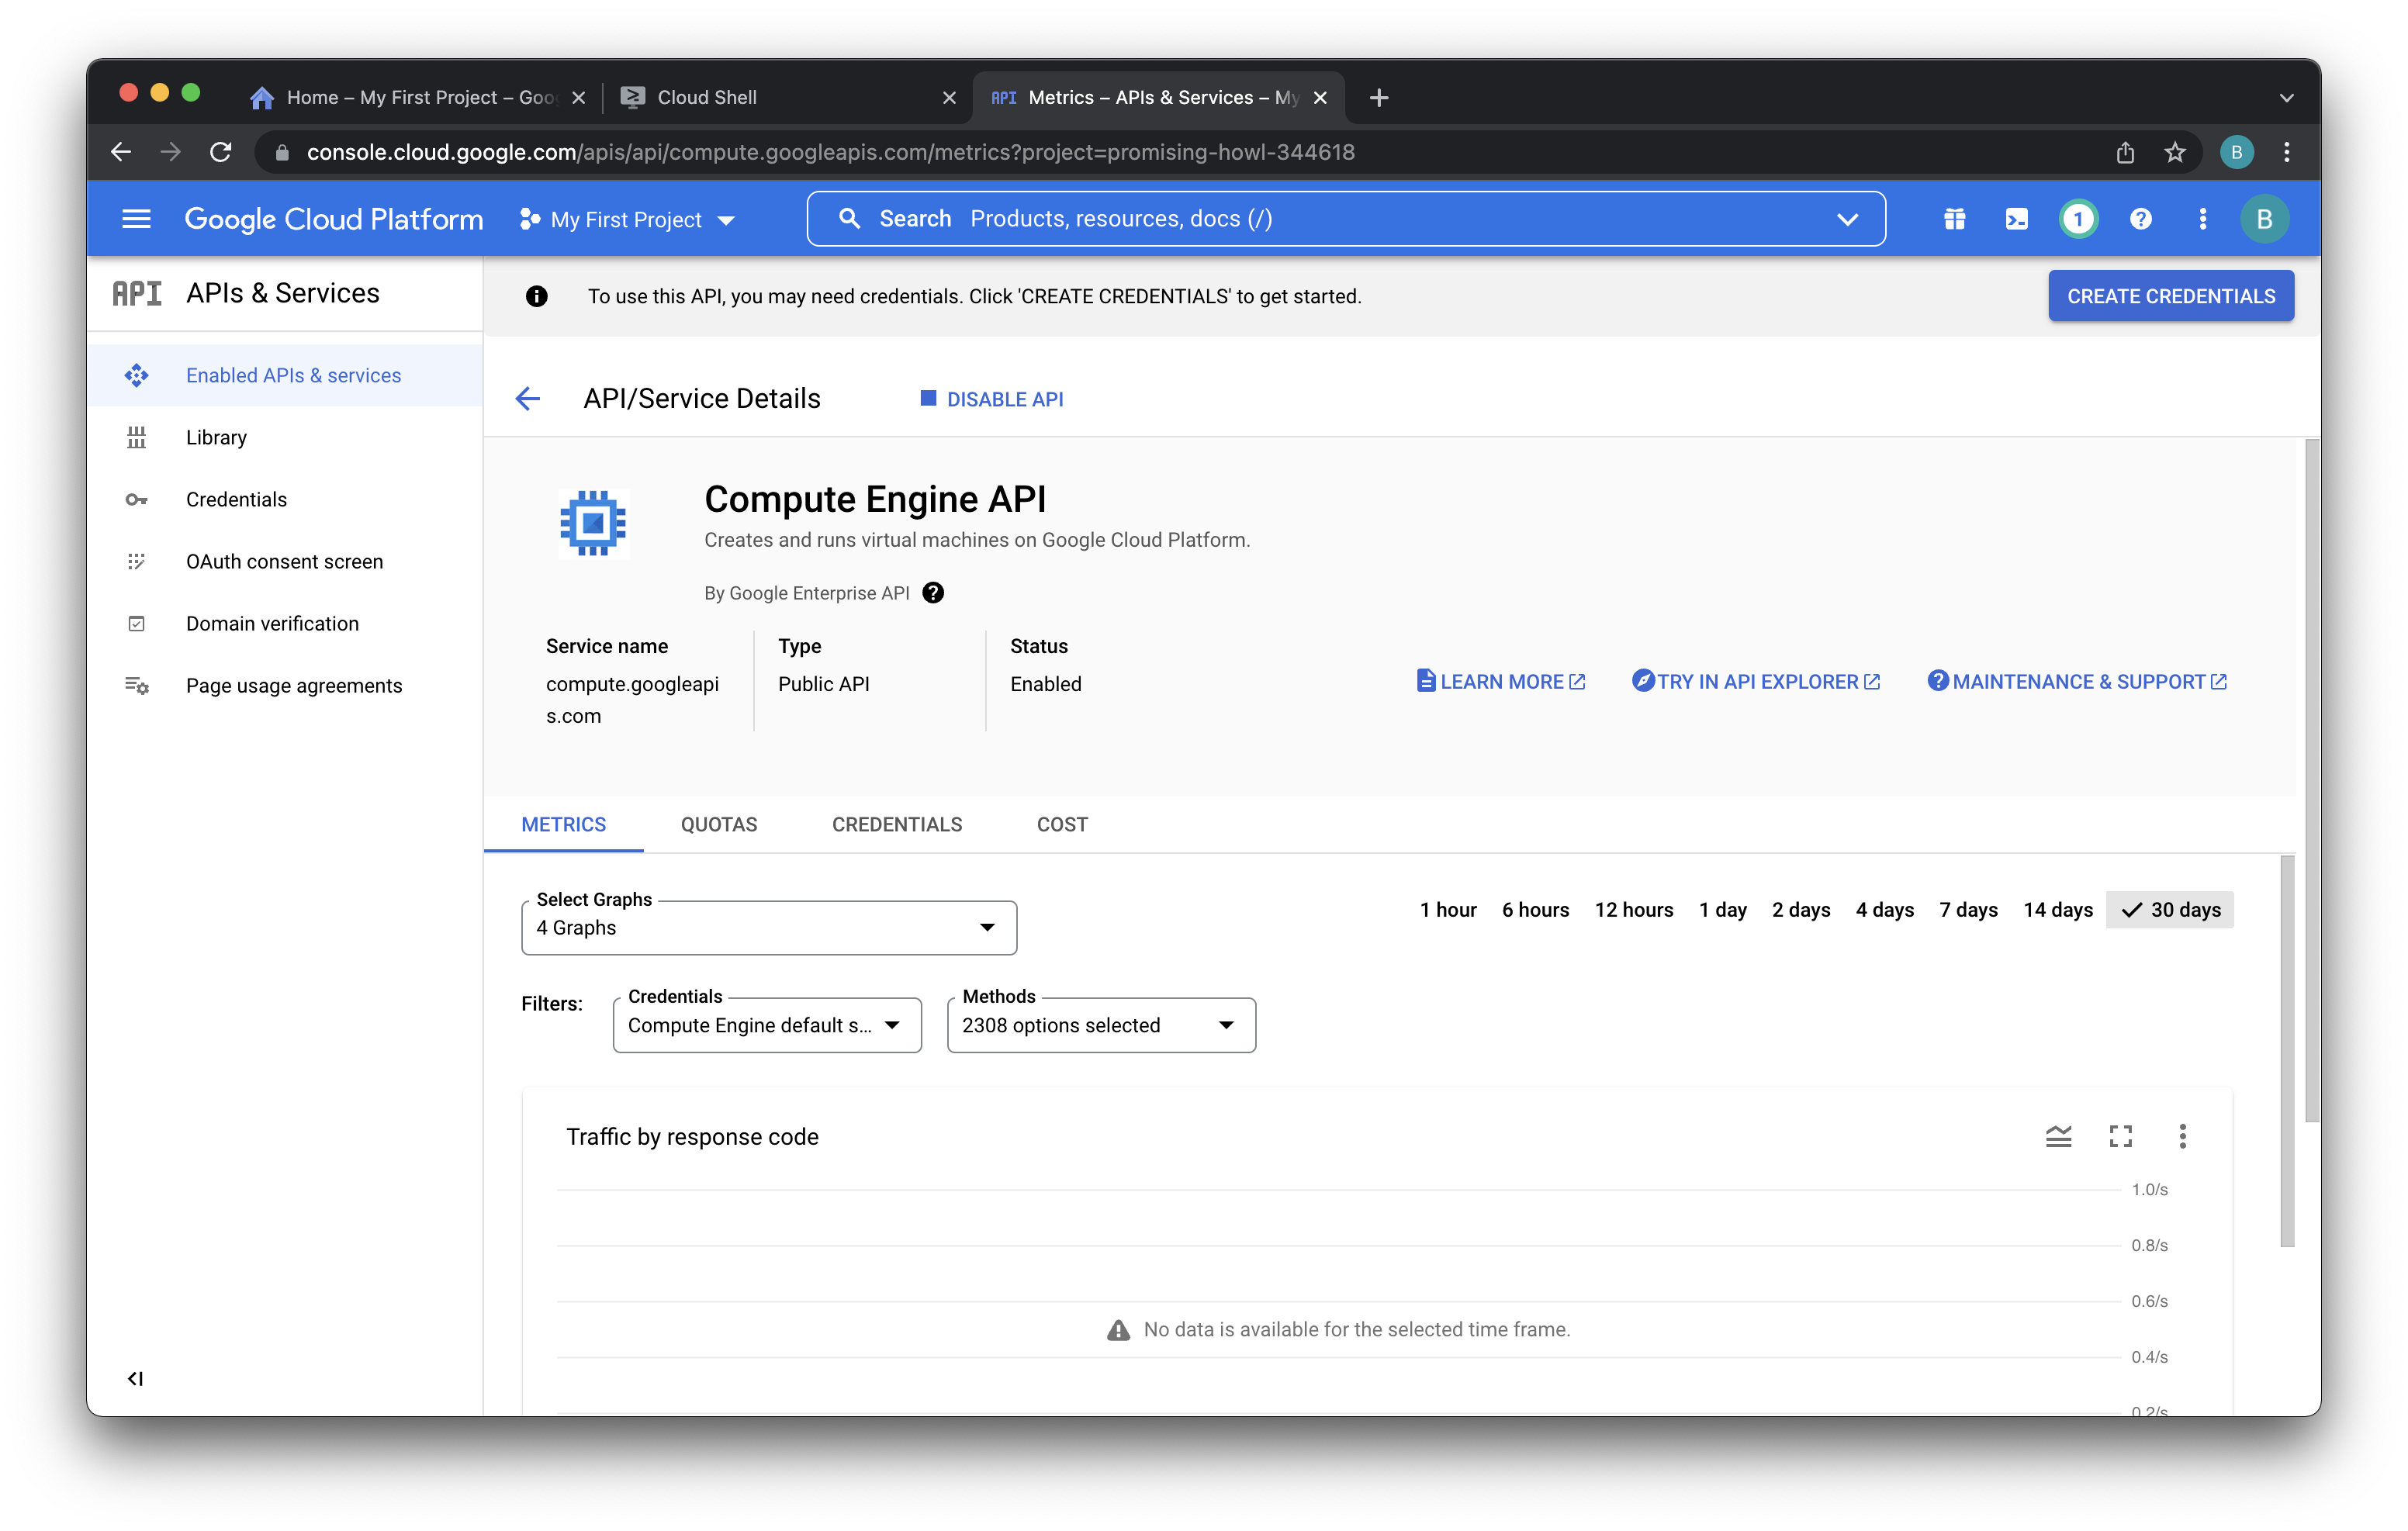 Home – My First Project – Goo
Cloud Shell
API Metrics – APIs & Services – My
console.cloud.google.com/apis/api/compute.googleapis.com/metrics?project=promising-howl-344618
B
Google Cloud Platform
My First Project
Search Products, resources, docs (/)
1
B
API APIs & Services
To use this API, you may need credentials. Click 'CREATE CREDENTIALS' to get started.
CREATE CREDENTIALS
Enabled APIs & services
Library
Credentials
OAuth consent screen
Domain verification
Page usage agreements
API/Service Details
DISABLE API
Compute Engine API
Creates and runs virtual machines on Google Cloud Platform.
By Google Enterprise API
Service name
compute.googleapi
s.com
Type
Public API
Status
Enabled
LEARN MORE
TRY IN API EXPLORER
MAINTENANCE & SUPPORT
METRICS
QUOTAS
CREDENTIALS
COST
Select Graphs
4 Graphs
1 hour
6 hours
12 hours
1 day
2 days
4 days
7 days
14 days
30 days
Filters:
Credentials
Compute Engine default s...
Methods
2308 options selected
Traffic by response code
1.0/s
0.8/s
0.6/s
No data is available for the selected time frame.
0.4/s
0.2/s